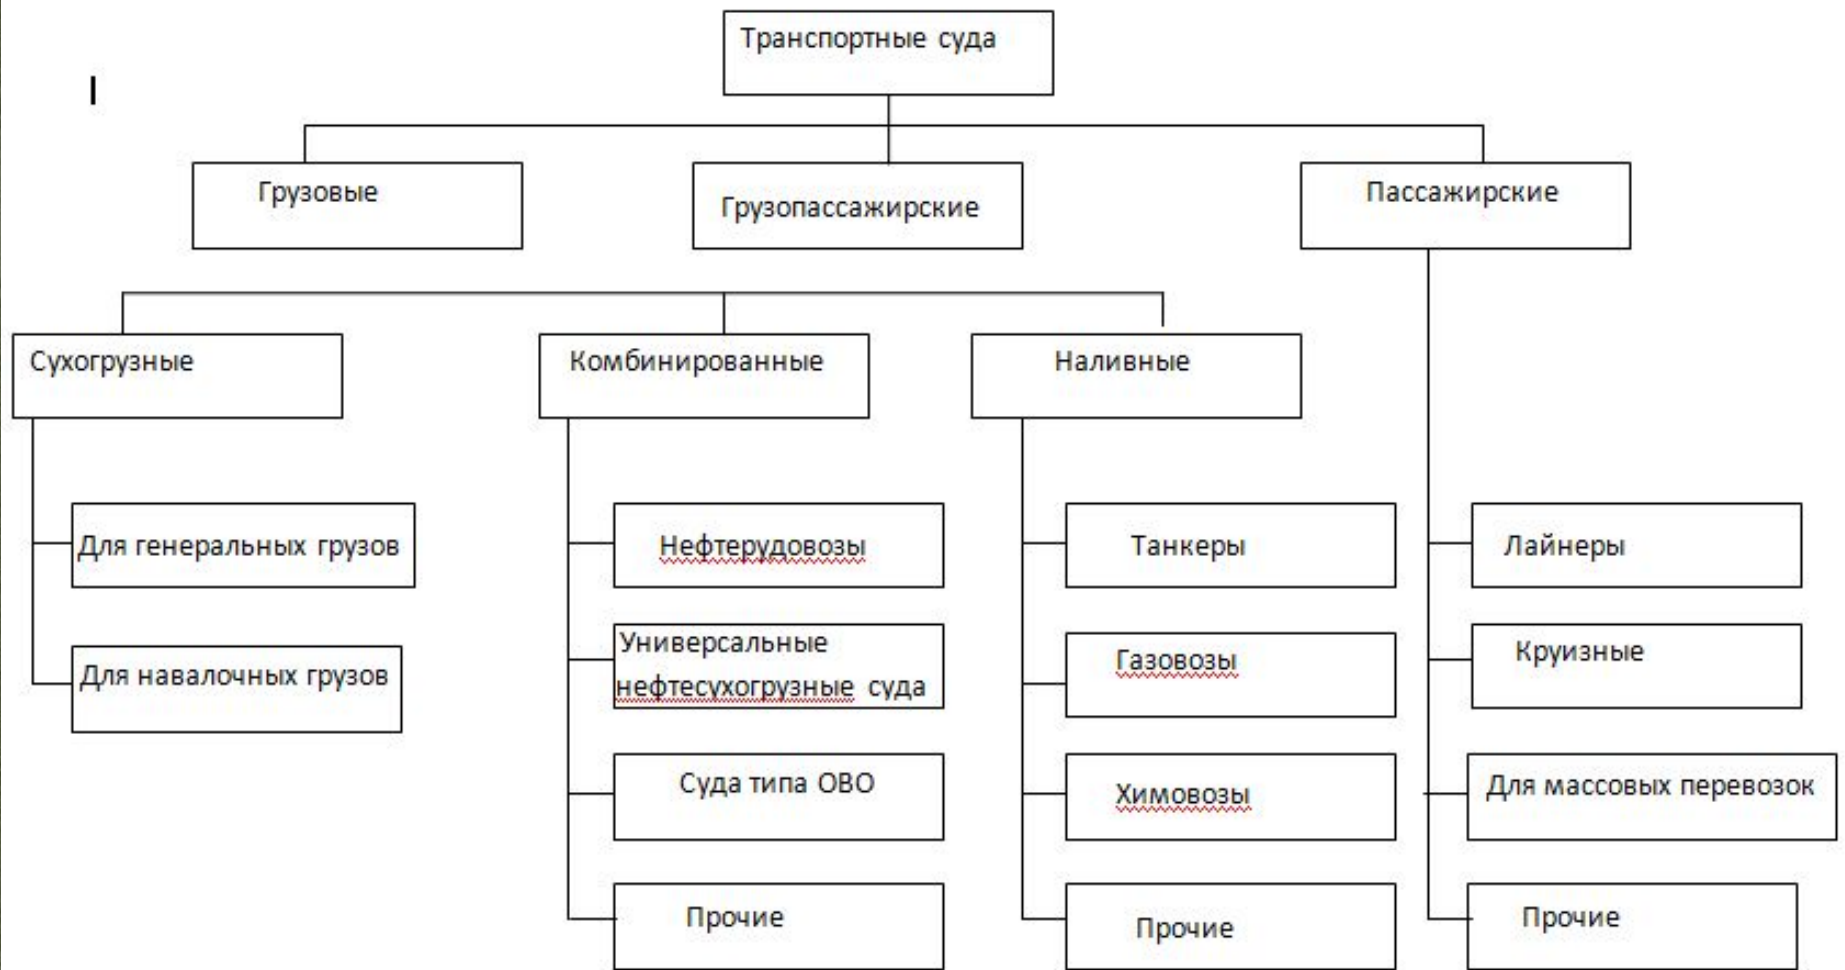 Транспортные суда
Грузовые
Грузопассажирские
Пассажирские
Сухогрузные
Комбинированные
Наливные
Для генеральных грузов
Нефтерудовозы
Танкеры
Лайнеры
Универсальные
нефтесухогрузные суда
Газовозы
Круизные
Для навалочных грузов
Суда типа ОВО
Химовозы
Для массовых перевозок
Прочие
Прочие
Прочие